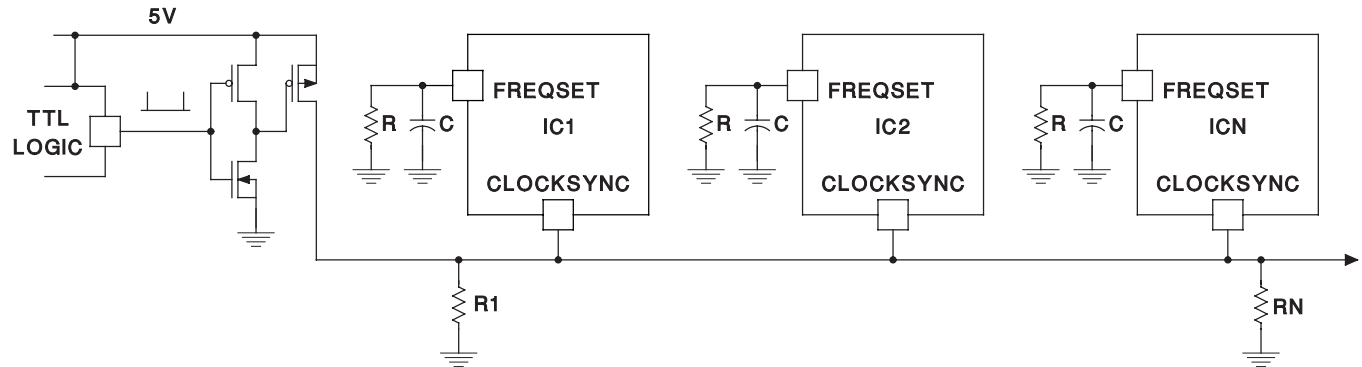 5V
TTL
LOGIC
R
C
FREQSET
IC1
CLOCKSYNC
R
C
FREQSET
IC2
CLOCKSYNC
R
C
FREQSET
ICN
CLOCKSYNC
R1
RN